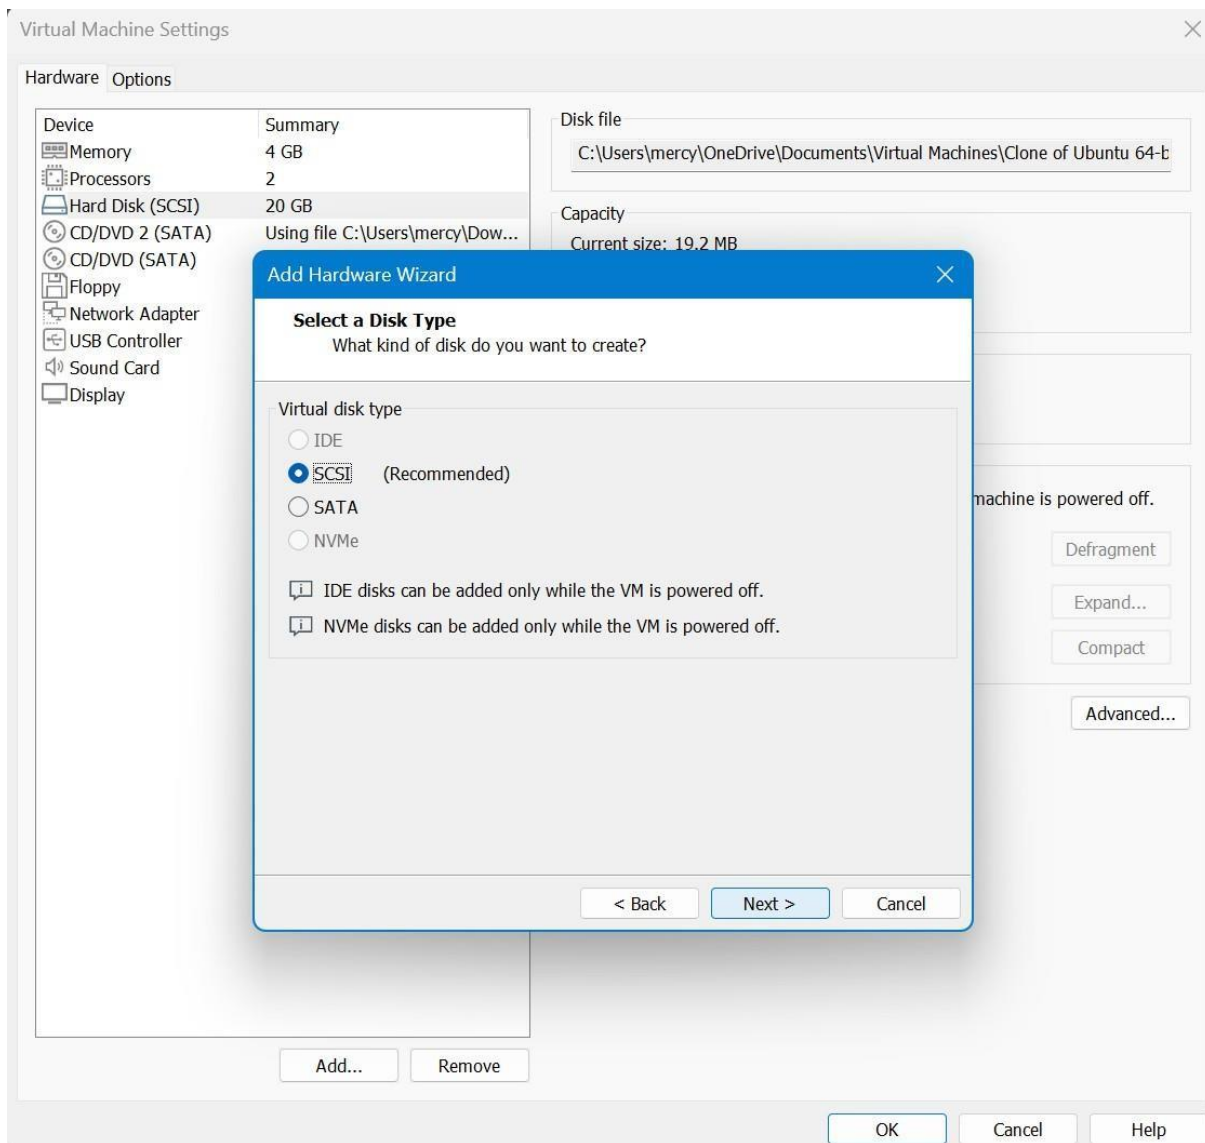 Virtual Machine Settings
Hardware Options
Device Summary
Memory 4 GB
Processors 2
Hard Disk (SCSI) 20 GB
CD/DVD 2 (SATA) Using file C:\Users\mercy\Dow...
CD/DVD (SATA)
Floppy
Network Adapter
USB Controller
Sound Card
Display
Add... Remove
Disk file
C:\Users\mercy\OneDrive\Documents\Virtual Machines\Clone of Ubuntu 64-b
Capacity
Current size: 19.2 MB
machine is powered off.
Defragment
Expand...
Compact
Advanced...
Add Hardware Wizard
Select a Disk Type
What kind of disk do you want to create?
Virtual disk type
IDE
SCSI (Recommended)
SATA
NVMe
IDE disks can be added only while the VM is powered off.
NVMe disks can be added only while the VM is powered off.
< Back Next > Cancel
OK Cancel Help